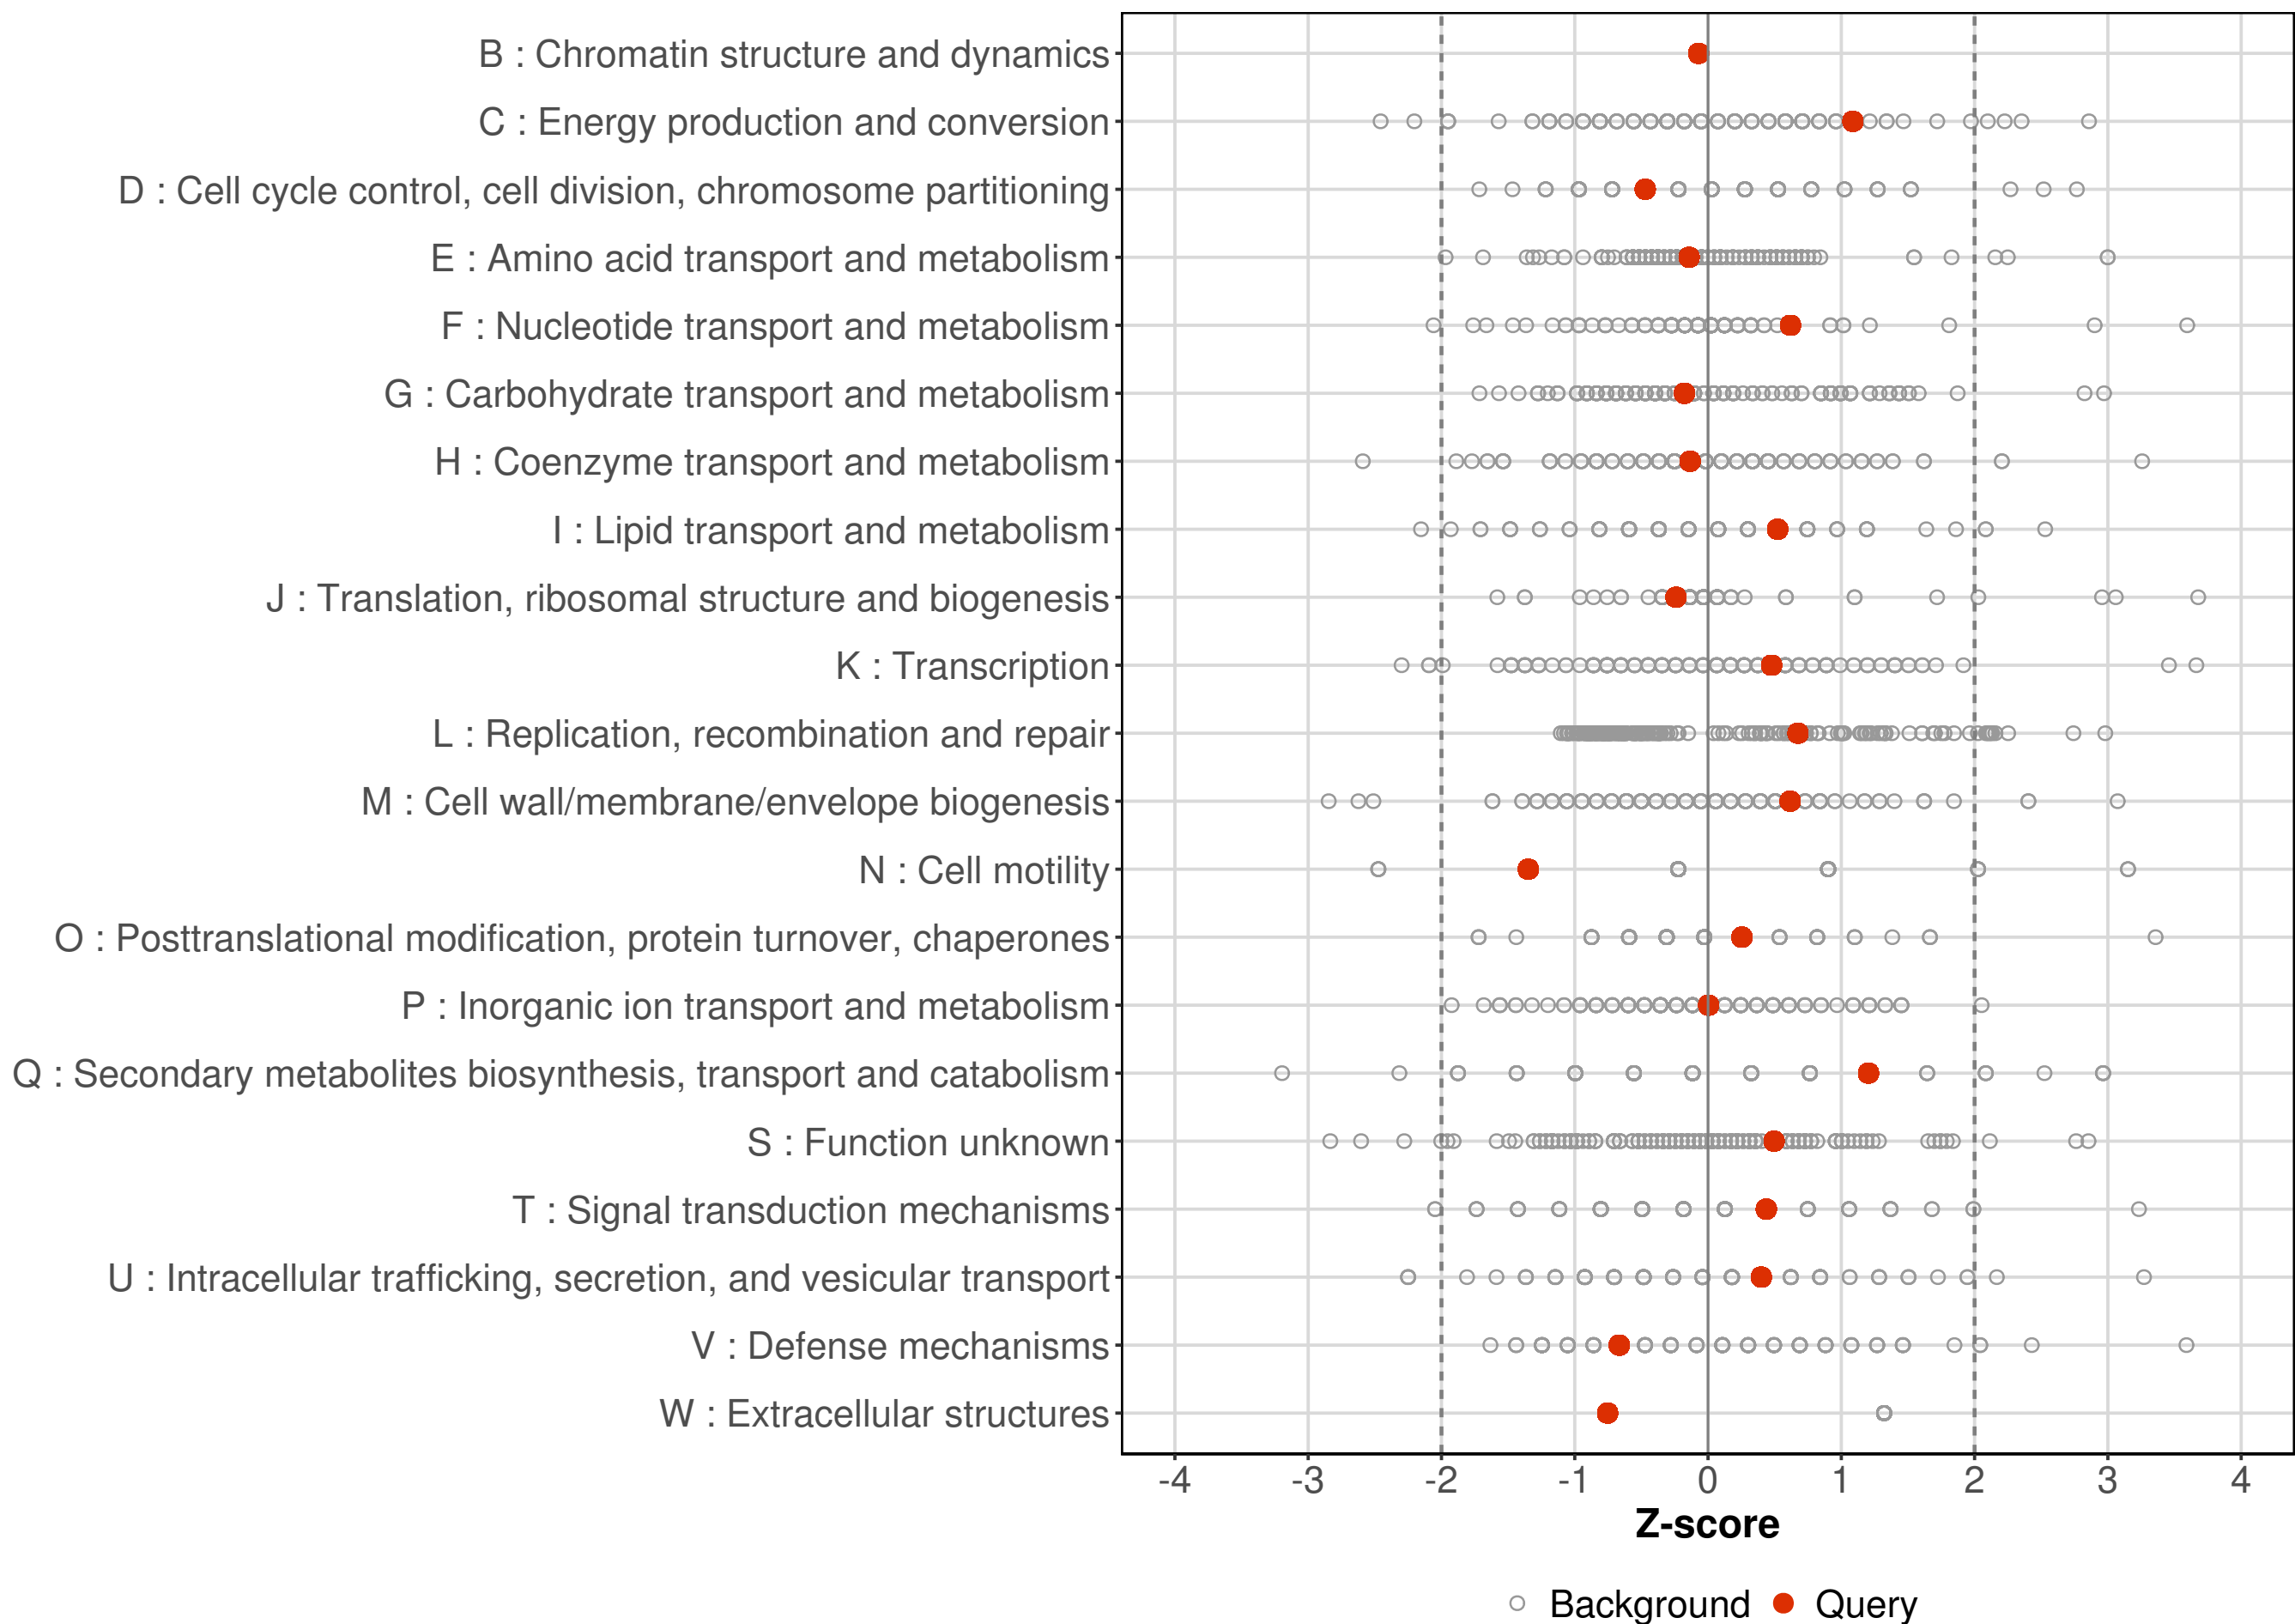 B : Chromatin structure and dynamics
C : Energy production and conversion
D : Cell cycle control, cell division, chromosome partitioning
E : Amino acid transport and metabolism
F : Nucleotide transport and metabolism
G : Carbohydrate transport and metabolism
H : Coenzyme transport and metabolism
I : Lipid transport and metabolism
J : Translation, ribosomal structure and biogenesis
K : Transcription
L : Replication, recombination and repair
M : Cell wall/membrane/envelope biogenesis
N : Cell motility
O : Posttranslational modification, protein turnover, chaperones
P : Inorganic ion transport and metabolism
Q : Secondary metabolites biosynthesis, transport and catabolism
S : Function unknown
T : Signal transduction mechanisms
U : Intracellular trafficking, secretion, and vesicular transport
V : Defense mechanisms
W : Extracellular structures
-4 -3 -2 -1 0 1 2 3 4
Z-score
Background Query